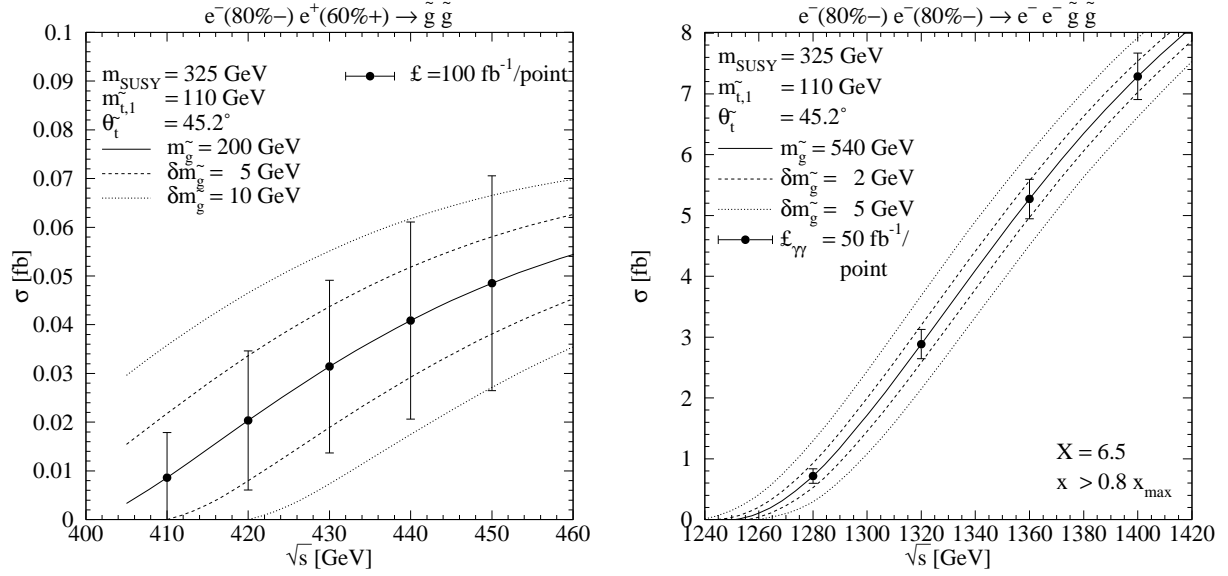 e⁻(80%−) e⁺(60%+) → g̃ g̃
0.1
0.09
0.08
0.07
0.06
0.05
0.04
0.03
0.02
0.01
0
σ [fb]
m_SUSY = 325 GeV
m_t̃,1 = 110 GeV
θ_t̃ = 45.2°
m_g̃ = 200 GeV
δm_g̃ = 5 GeV
δm_g̃ = 10 GeV
£ =100 fb⁻¹/point
400 410 420 430 440 450 460
√s [GeV]
e⁻(80%−) e⁻(80%−) → e⁻ e⁻ g̃ g̃
8
7
6
5
4
3
2
1
0
σ [fb]
m_SUSY = 325 GeV
m_t̃,1 = 110 GeV
θ_t̃ = 45.2°
m_g̃ = 540 GeV
δm_g̃ = 2 GeV
δm_g̃ = 5 GeV
£_γγ = 50 fb⁻¹/
point
X = 6.5
x > 0.8 x_max
1240 1260 1280 1300 1320 1340 1360 1380 1400 1420
√s [GeV]